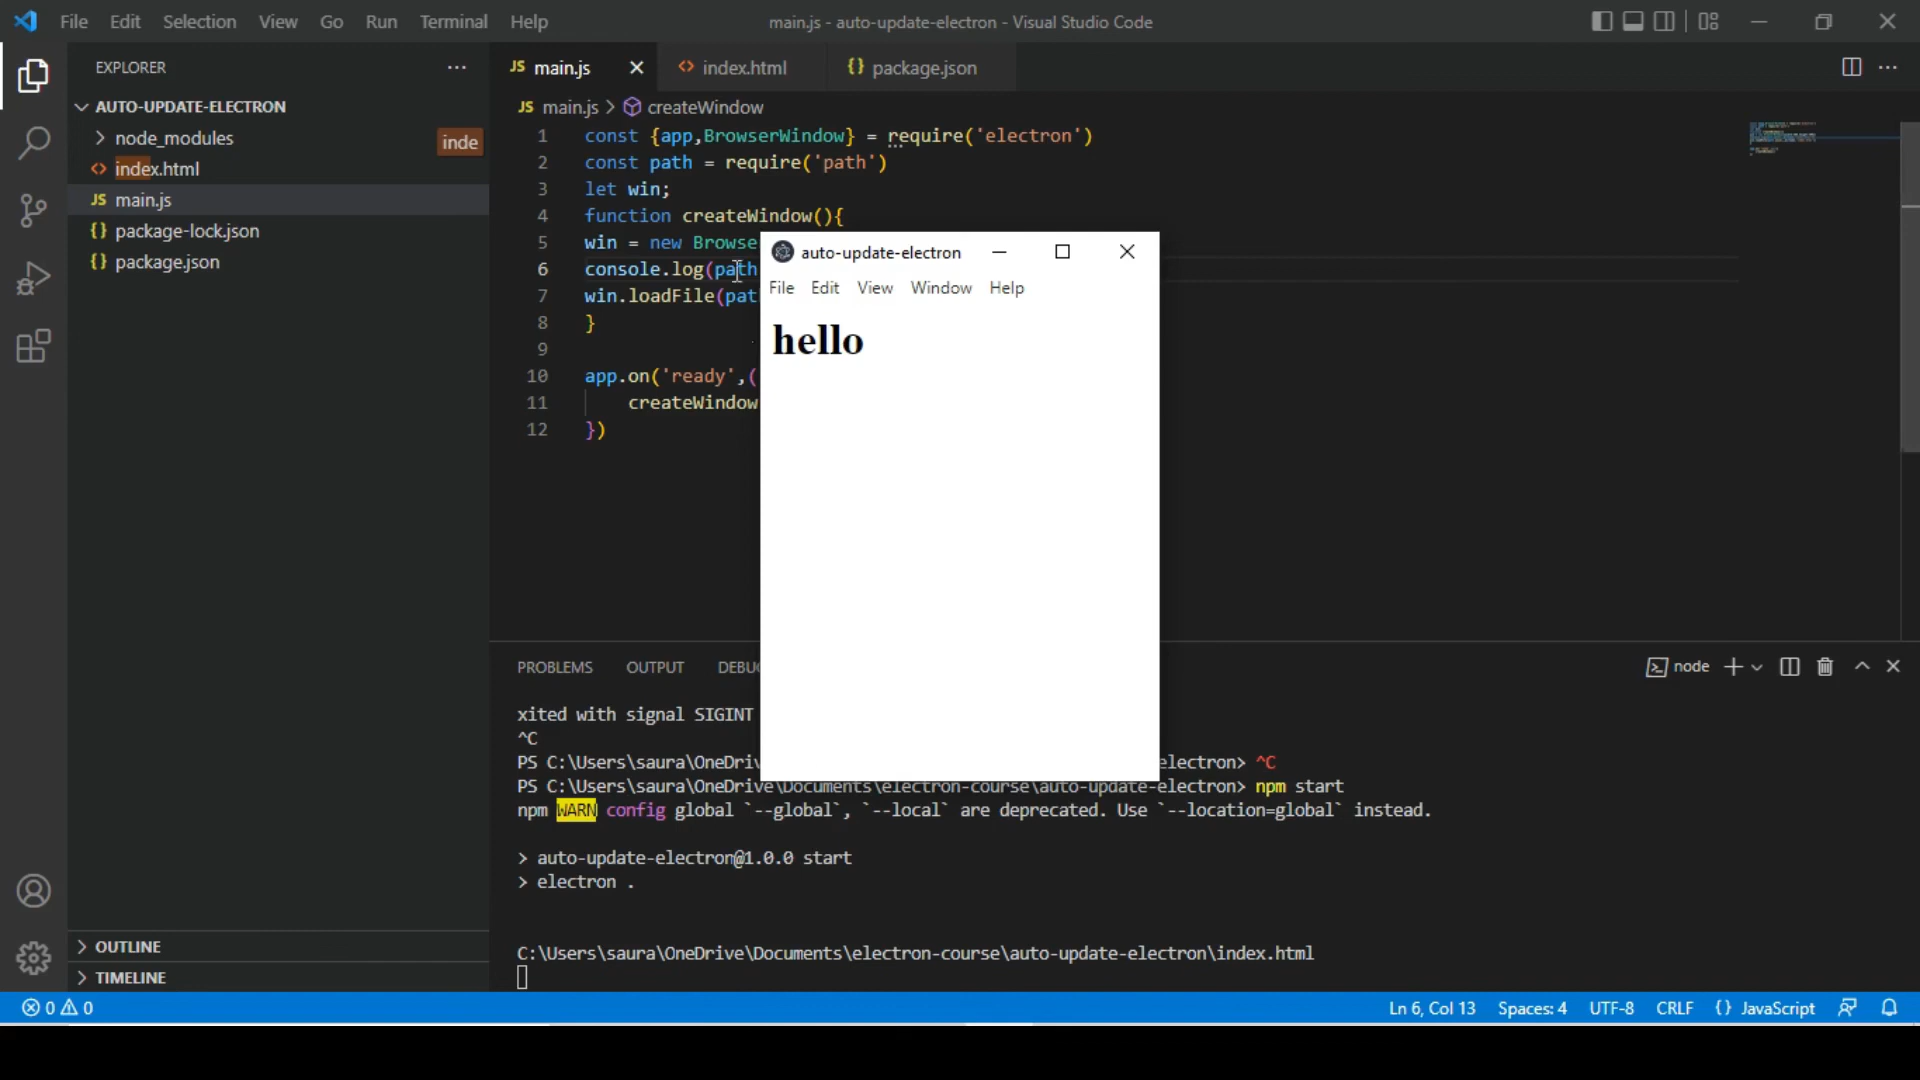 File Edit Selection View Go Run Terminal Help main.js - auto-update-electron - Visual Studio Code
EXPLORER
JS main.js index.html {} package.json
AUTO-UPDATE-ELECTRON
JS main.js > createWindow
node_modules
inde
index.html
JS main.js
{} package-lock.json
{} package.json
1 const {app,BrowserWindow} = require('electron')
2 const path = require('path')
3 let win;
4 function createWindow(){
5 win = new Browse
6 console.log(path
7 win.loadFile(pat
8 }
9
10 app.on('ready',(
11 createWindow
12 })
auto-update-electron
File Edit View Window Help
hello
PROBLEMS OUTPUT DEBU
node
xited with signal SIGINT
^C
PS C:\Users\saura\OneDri electron> ^C
PS C:\Users\saura\OneDrive\Documents\electron-course\auto-update-electron> npm start
npm WARN config global `--global`, `--local` are deprecated. Use `--location=global` instead.
> auto-update-electron@1.0.0 start
> electron .
C:\Users\saura\OneDrive\Documents\electron-course\auto-update-electron\index.html
OUTLINE
TIMELINE
0 0 Ln 6, Col 13 Spaces: 4 UTF-8 CRLF {} JavaScript